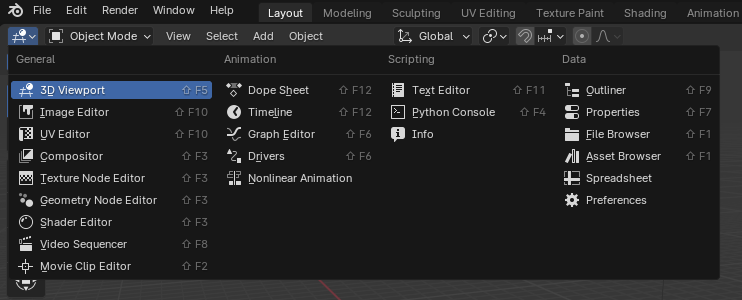 File Edit Render Window Help Layout Modeling Sculpting UV Editing Texture Paint Shading Animation
Object Mode View Select Add Object Global
General Animation Scripting Data
3D Viewport ⇧ F5 Dope Sheet ⇧ F12 Text Editor ⇧ F11 Outliner ⇧ F9
Image Editor ⇧ F10 Timeline ⇧ F12 Python Console ⇧ F4 Properties ⇧ F7
UV Editor ⇧ F10 Graph Editor ⇧ F6 Info File Browser ⇧ F1
Compositor ⇧ F3 Drivers ⇧ F6 Asset Browser ⇧ F1
Texture Node Editor ⇧ F3 Nonlinear Animation Spreadsheet
Geometry Node Editor ⇧ F3 Preferences
Shader Editor ⇧ F3
Video Sequencer ⇧ F8
Movie Clip Editor ⇧ F2